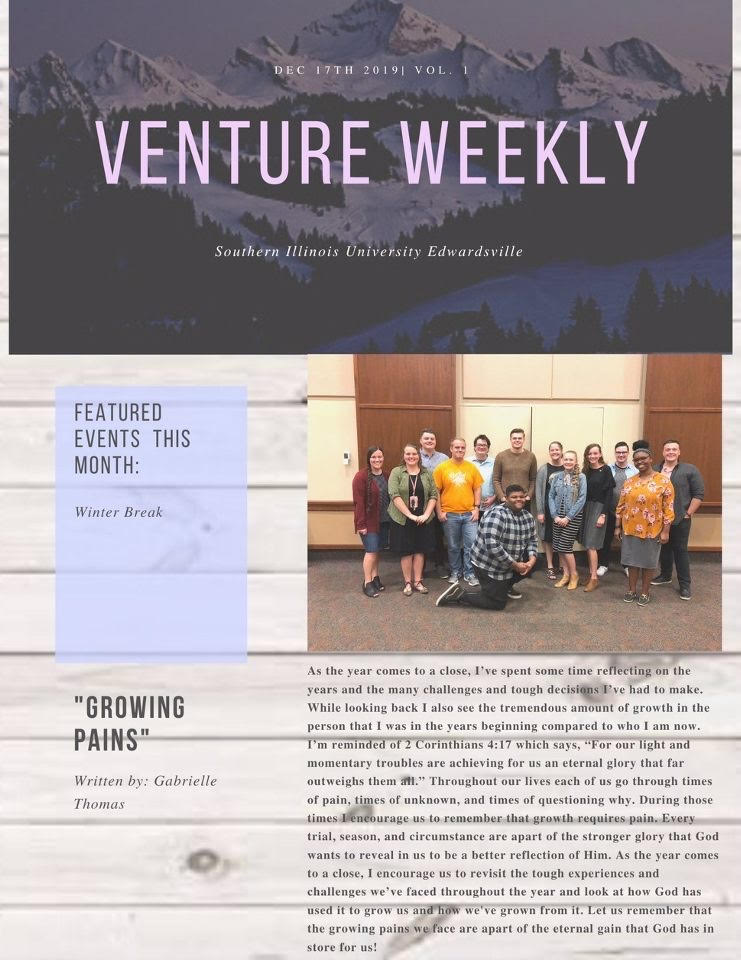 DEC 17TH 2019| VOL. 1
VENTURE WEEKLY
Southern Illinois University Edwardsville
FEATURED
EVENTS THIS
MONTH:
Winter Break
"GROWING
PAINS"
Written by: Gabrielle
Thomas
As the year comes to a close, I've spent some time reflecting on the
years and the many challenges and tough decisions I've had to make.
While looking back I also see the tremendous amount of growth in the
person that I was in the years beginning compared to who I am now.
I'm reminded of 2 Corinthians 4:17 which says, “For our light and
momentary troubles are achieving for us an eternal glory that far
outweighs them all.” Throughout our lives each of us go through times
of pain, times of unknown, and times of questioning why. During those
times I encourage us to remember that growth requires pain. Every
trial, season, and circumstance are apart of the stronger glory that God
wants to reveal in us to be a better reflection of Him. As the year comes
to a close, I encourage us to revisit the tough experiences and
challenges we've faced throughout the year and look at how God has
used it to grow us and how we've grown from it. Let us remember that
the growing pains we face are apart of the eternal gain that God has in
store for us!